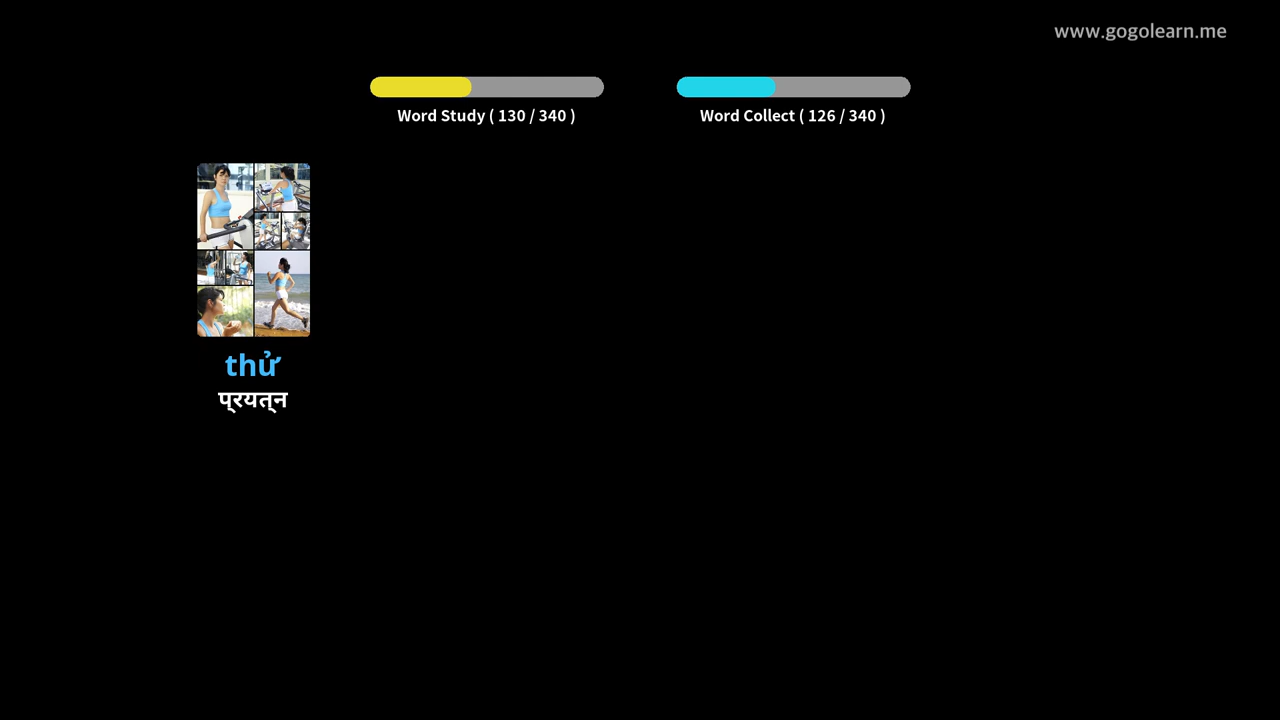 www.gogolearn.me
Word Study ( 130 / 340 )
Word Collect ( 126 / 340 )
thử
प्रयत्न